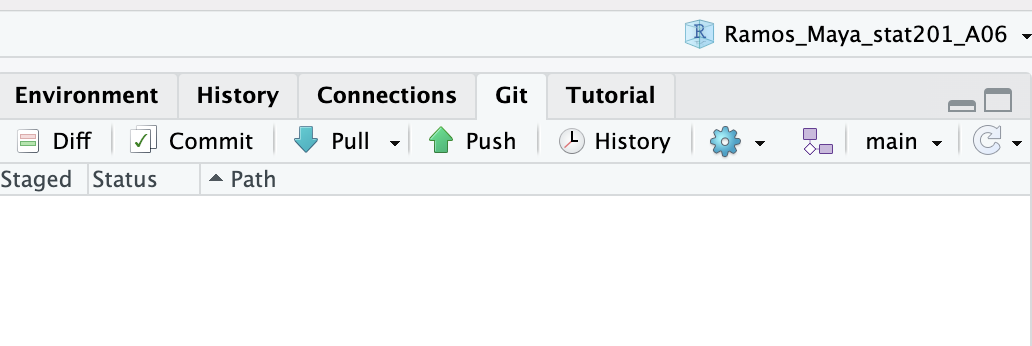 R Ramos_Maya_stat201_A06
Environment History Connections Git Tutorial
Diff Commit Pull Push History main
Staged Status Path